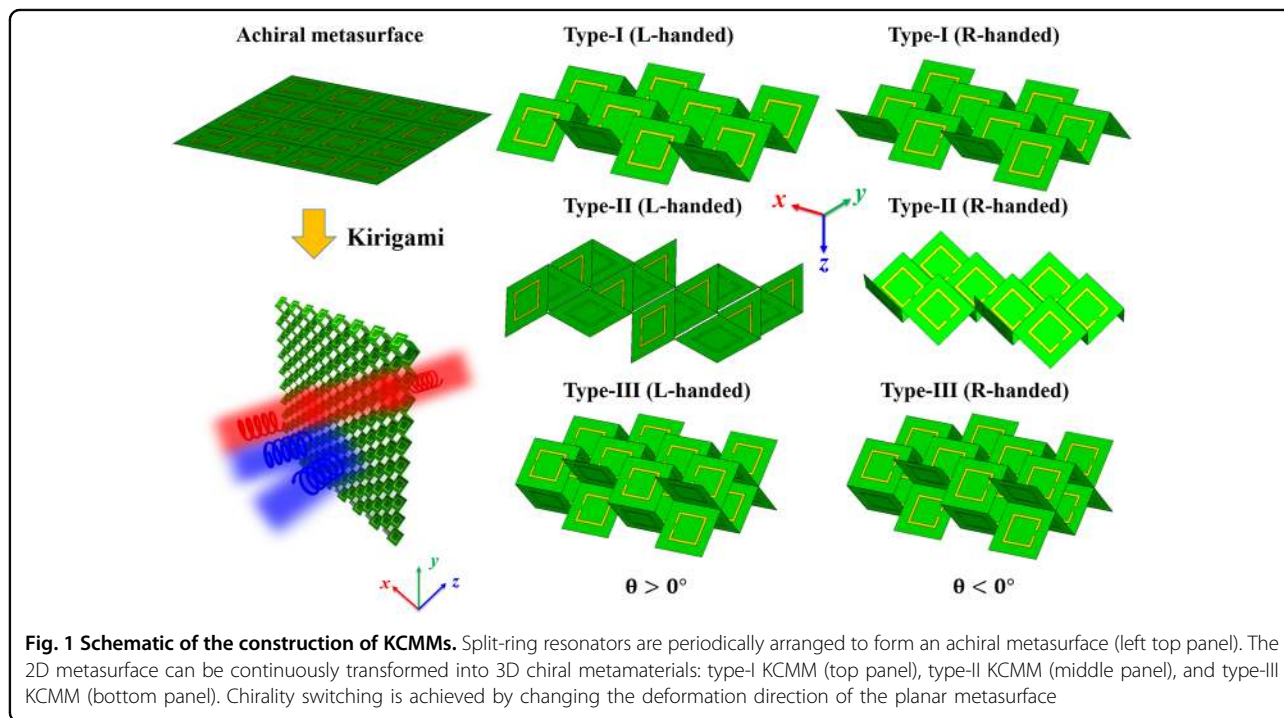 Achiral metasurface
Type-I (L-handed)
Type-I (R-handed)
Kirigami
Type-II (L-handed)
x
y
z
Type-II (R-handed)
Type-III (L-handed)
Type-III (R-handed)
x
y
z
θ > 0°
θ < 0°
Fig. 1 Schematic of the construction of KCMMs. Split-ring resonators are periodically arranged to form an achiral metasurface (left top panel). The
2D metasurface can be continuously transformed into 3D chiral metamaterials: type-I KCMM (top panel), type-II KCMM (middle panel), and type-III
KCMM (bottom panel). Chirality switching is achieved by changing the deformation direction of the planar metasurface